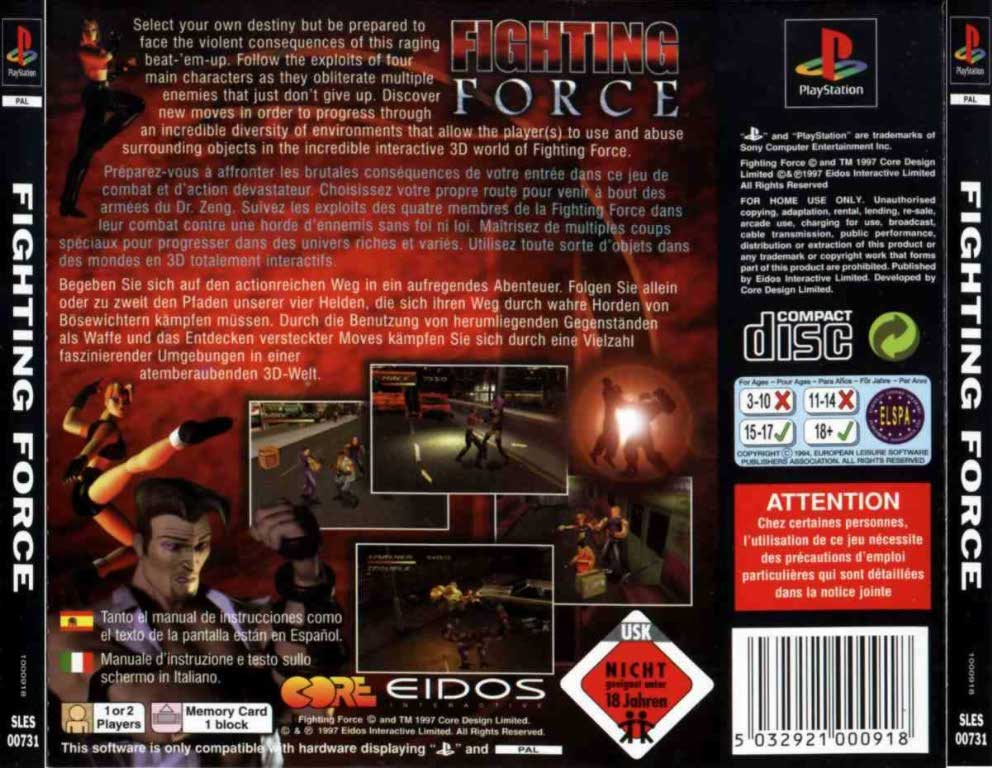 PlayStation
PAL
FIGHTING FORCE
1000918
SLES
00731
Select your own destiny but be prepared to
face the violent consequences of this raging
beat-'em-up. Follow the exploits of four
main characters as they obliterate multiple
enemies that just don't give up. Discover
new moves in order to progress through
an incredible diversity of environments that allow the player(s) to use and abuse
surrounding objects in the incredible interactive 3D world of Fighting Force.
FIGHTING
FORCE
Préparez-vous à affronter les brutales conséquences de votre entrée dans ce jeu de
combat et d'action dévastateur. Choisissez votre propre route pour venir à bout des
armées du Dr. Zeng. Suivez les exploits des quatre membres de la Fighting Force dans
leur combat contre une horde d'ennemis sans foi ni loi. Maîtrisez de multiples coups
spéciaux pour progresser dans des univers riches et variés. Utilisez toute sorte d'objets dans
des mondes en 3D totalement interactifs.
Begeben Sie sich auf den actionreichen Weg in ein aufregendes Abenteuer. Folgen Sie allein
oder zu zweit den Pfaden unserer vier Helden, die sich ihren Weg durch wahre Horden von
Bösewichtern kämpfen müssen. Durch die Benutzung von herumliegenden Gegenständen
als Waffe und das Entdecken versteckter Moves kämpfen Sie sich durch eine Vielzahl
faszinierender Umgebungen in einer
atemberaubenden 3D-Welt.
Tanto el manual de instrucciones como
el texto de la pantalla están en Español.
Manuale d'instruzione e testo sullo
schermo in Italiano.
1 or 2
Players
Memory Card
1 block
CORE
EIDOS
INTERACTIVE
Fighting Force © and TM 1997 Core Design Limited.
© & ℗ 1997 Eidos Interactive Limited. All Rights Reserved.
This software is only compatible with hardware displaying " " and PAL
USK
NICHT
geeignet unter
18 Jahren
PlayStation
" " and "PlayStation" are trademarks of
Sony Computer Entertainment Inc.
Fighting Force © and TM 1997 Core Design
Limited ©&℗1997 Eidos Interactive Limited
All Rights Reserved
FOR HOME USE ONLY. Unauthorised
copying, adaptation, rental, lending, re-sale,
arcade use, charging for use, broadcast,
cable transmission, public performance,
distribution or extraction of this product or
any trademark or copyright work that forms
part of this product are prohibited. Published
by Eidos Interactive Limited. Developed by
Core Design Limited.
COMPACT
disc
For Ages – Pour Ages – Para Años – Für Jahre – Per Anni
3-10 11-14
15-17 18+
ELSPA
COPYRIGHT © 1994, EUROPEAN LEISURE SOFTWARE
PUBLISHERS ASSOCIATION. ALL RIGHTS RESERVED
ATTENTION
Chez certaines personnes,
l'utilisation de ce jeu nécessite
des précautions d'emploi
particulières qui sont détaillées
dans la notice jointe
5 032921 000918
PlayStation
PAL
FIGHTING FORCE
1000918
SLES
00731